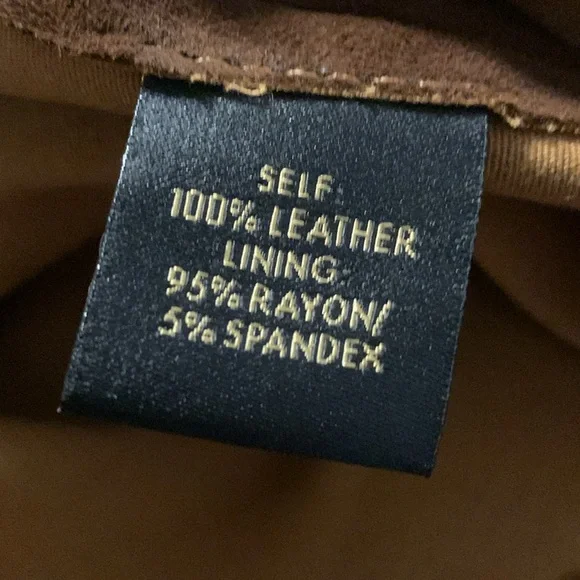 SELF:
100% LEATHER
LINING:
95% RAYON/
5% SPANDEX